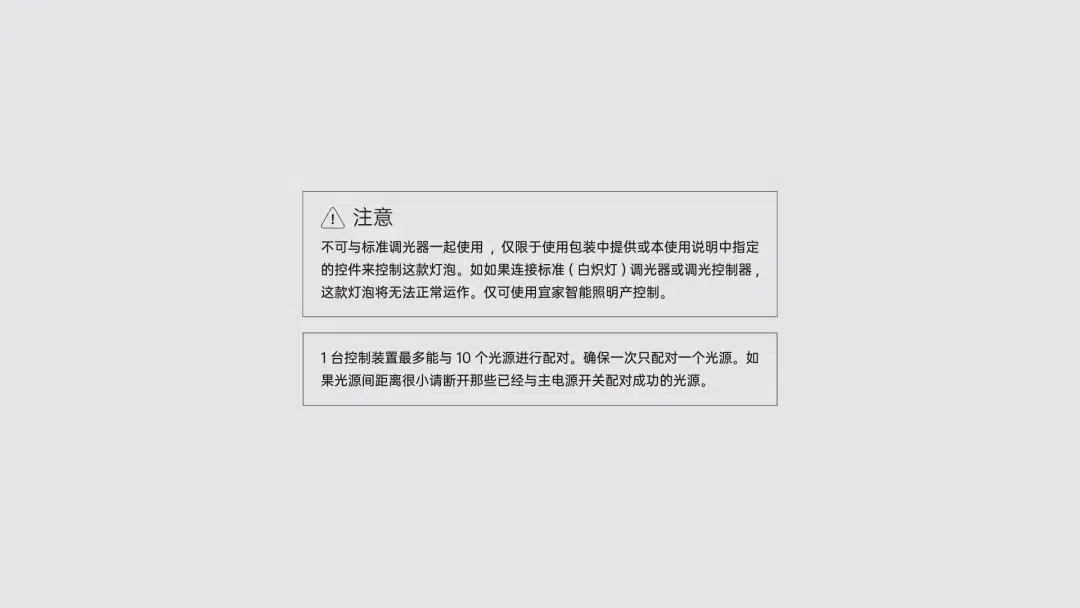 注意
不可与标准调光器一起使用，仅限于使用包装中提供或本使用说明中指定
的控件来控制这款灯泡。如如果连接标准（白炽灯）调光器或调光控制器，
这款灯泡将无法正常运作。仅可使用宜家智能照明产控制。
1 台控制装置最多能与 10 个光源进行配对。确保一次只配对一个光源。如
果光源间距离很小请断开那些已经与主电源开关配对成功的光源。